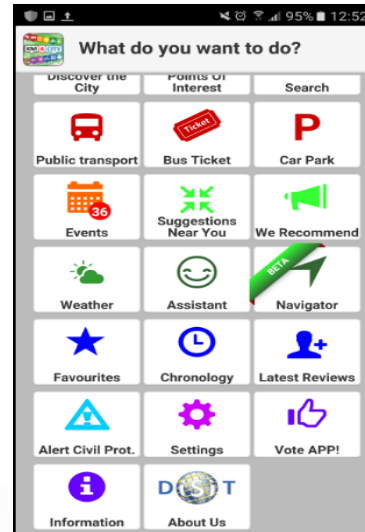 95% 12:52
What do you want to do?
Discover the City
Points Of Interest
Search
Public transport
Ticket
Bus Ticket
P
Car Park
36
Events
Suggestions
Near You
We Recommend
Weather
Assistant
BETA
Navigator
Favourites
Chronology
Latest Reviews
Alert Civil Prot.
Settings
Vote APP!
i
Information
DISIT
About Us